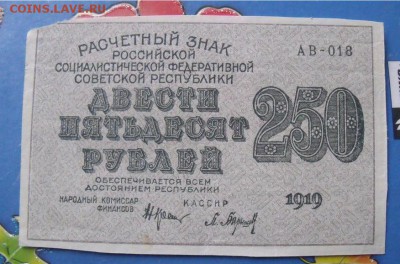 COINS.LAVE.RU
РАСЧЕТНЫЙ ЗНАК
РОССИЙСКОЙ
СОЦИАЛИСТИЧЕСКОЙ ФЕДЕРАТИВНОЙ
СОВЕТСКОЙ РЕСПУБЛИКИ
АВ-018
ДВЕСТИ
ПЯТЬДЕСЯТ
РУБЛЕЙ
250
ОБЕСПЕЧИВАЕТСЯ ВСЕМ
ДОСТОЯНИЕМ РЕСПУБЛИКИ
НАРОДНЫЙ КОМИССАР
ФИНАНСОВ
КАССИР
1919